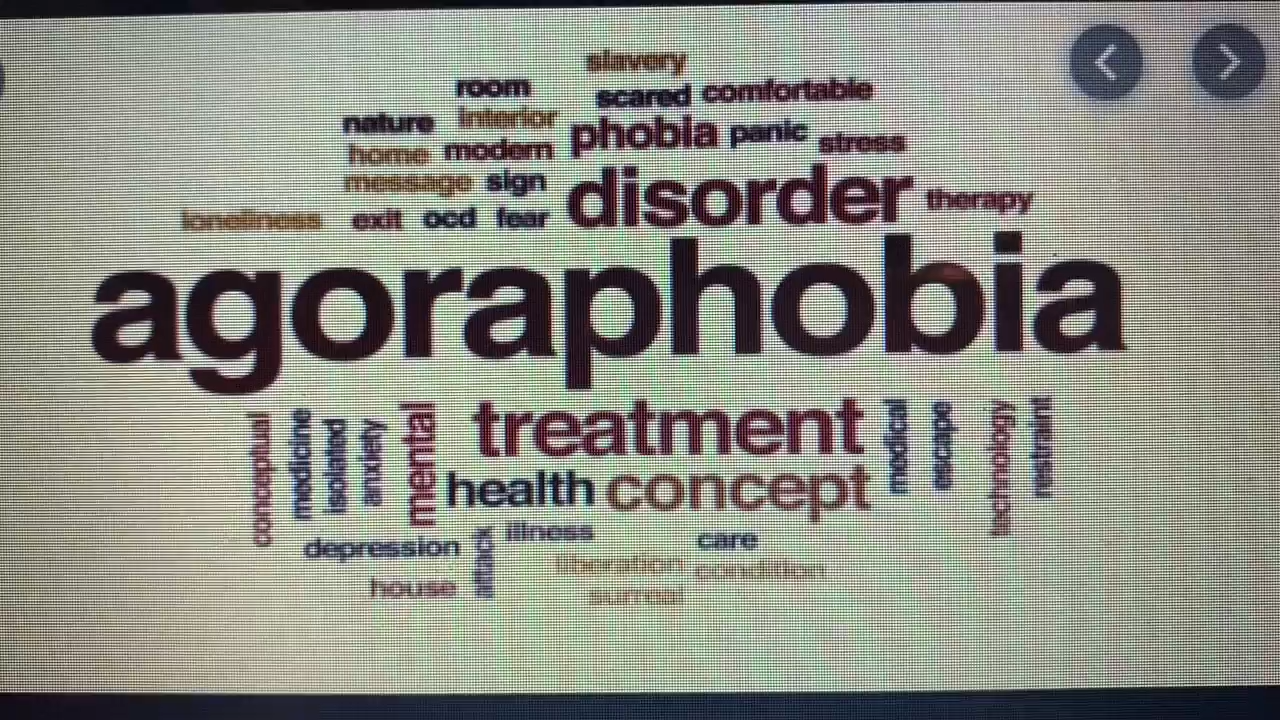 slavery
room scared comfortable
nature interior phobia panic stress
home modern
message sign disorder therapy
loneliness exit ocd fear
agoraphobia
conceptual medicine isolated anxiety mental treatment medical escape technology restraint
health concept
depression attack illness care
liberation condition
house surreal